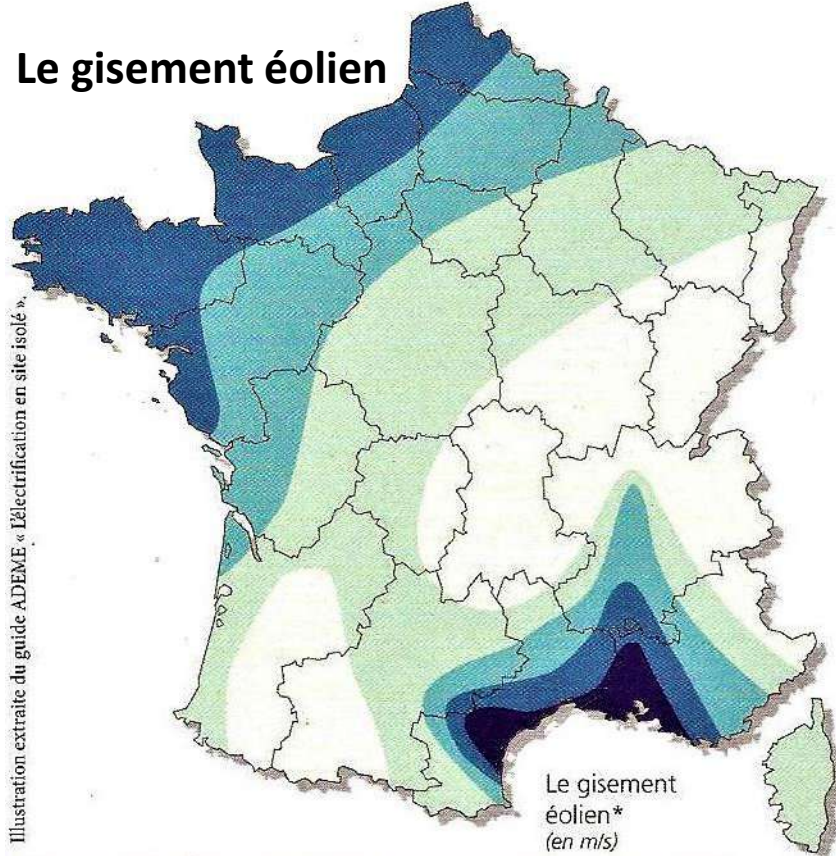 Le gisement éolien
Illustration extraite du guide ADEME « L'électrification en site isolé ».
Le gisement
éolien*
(en m/s)